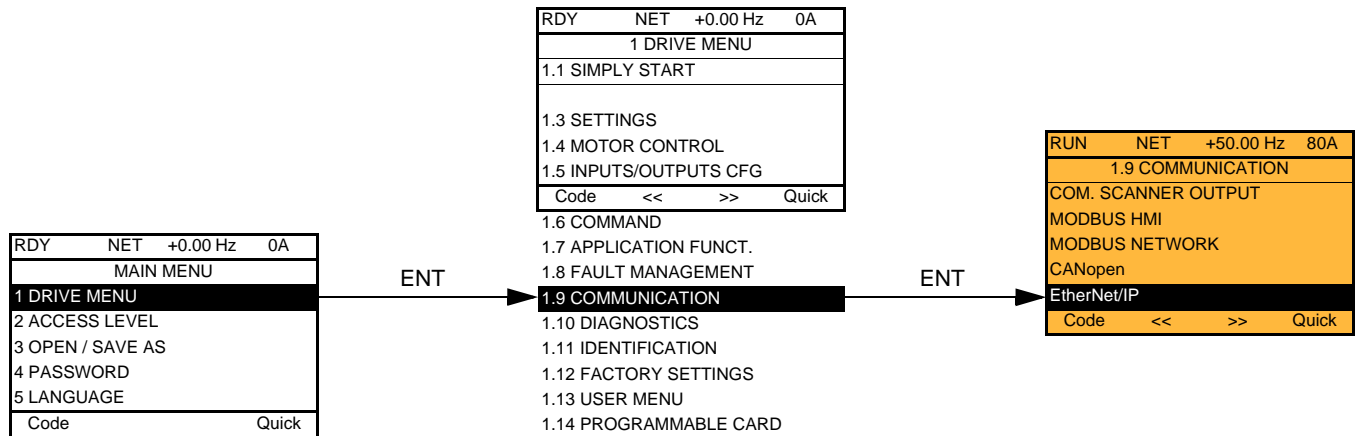 RDY NET +0.00 Hz 0A
MAIN MENU
1 DRIVE MENU
2 ACCESS LEVEL
3 OPEN / SAVE AS
4 PASSWORD
5 LANGUAGE
Code Quick
ENT
RDY NET +0.00 Hz 0A
1 DRIVE MENU
1.1 SIMPLY START
1.3 SETTINGS
1.4 MOTOR CONTROL
1.5 INPUTS/OUTPUTS CFG
Code << >> Quick
1.6 COMMAND
1.7 APPLICATION FUNCT.
1.8 FAULT MANAGEMENT
1.9 COMMUNICATION
1.10 DIAGNOSTICS
1.11 IDENTIFICATION
1.12 FACTORY SETTINGS
1.13 USER MENU
1.14 PROGRAMMABLE CARD
ENT
RUN NET +50.00 Hz 80A
1.9 COMMUNICATION
COM. SCANNER OUTPUT
MODBUS HMI
MODBUS NETWORK
CANopen
EtherNet/IP
Code << >> Quick